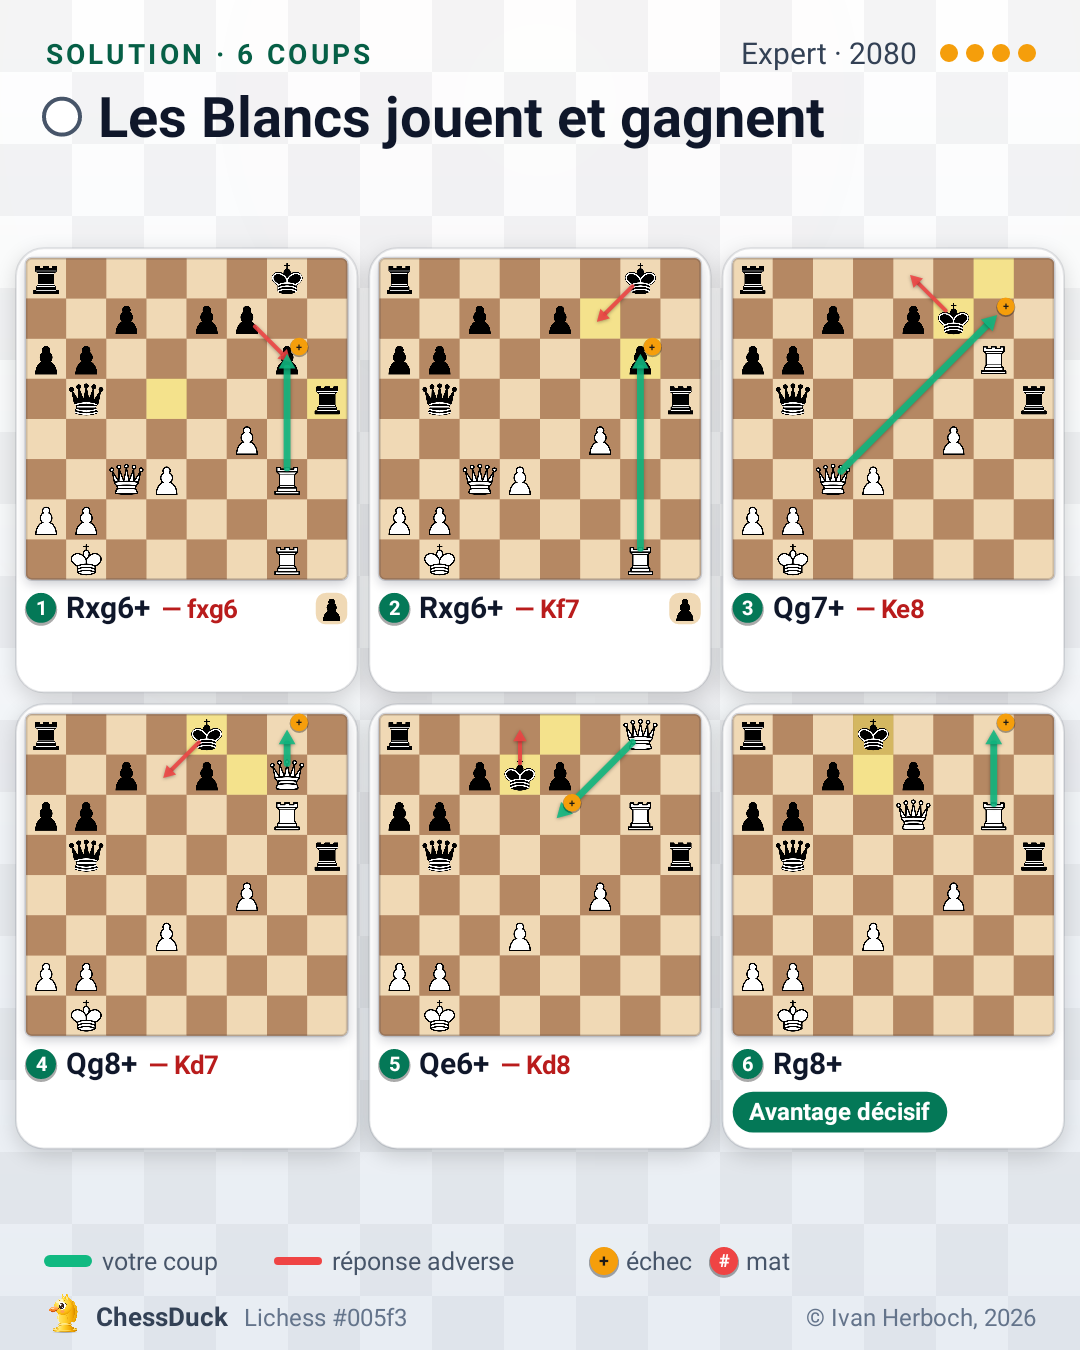 SOLUTION · 6 COUPS
Expert · 2080
Les Blancs jouent et gagnent
1 Rxg6+ – fxg6
2 Rxg6+ – Kf7
3 Qg7+ – Ke8
4 Qg8+ – Kd7
5 Qe6+ – Kd8
6 Rg8+
Avantage décisif
votre coup
réponse adverse
+ échec
# mat
ChessDuck Lichess #005f3
© Ivan Herboch, 2026